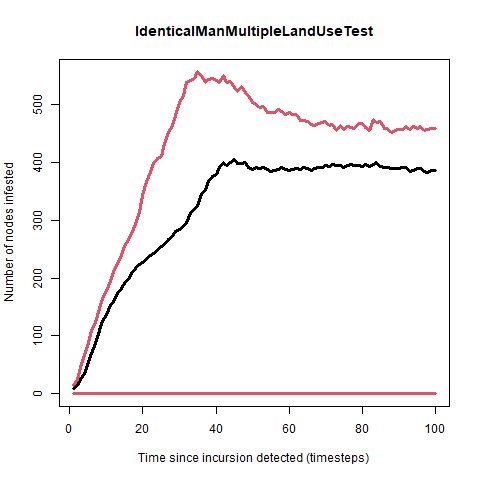 IdenticalManMultipleLandUseTest
Number of nodes infested
500
400
300
200
100
0
0 20 40 60 80 100
Time since incursion detected (timesteps)